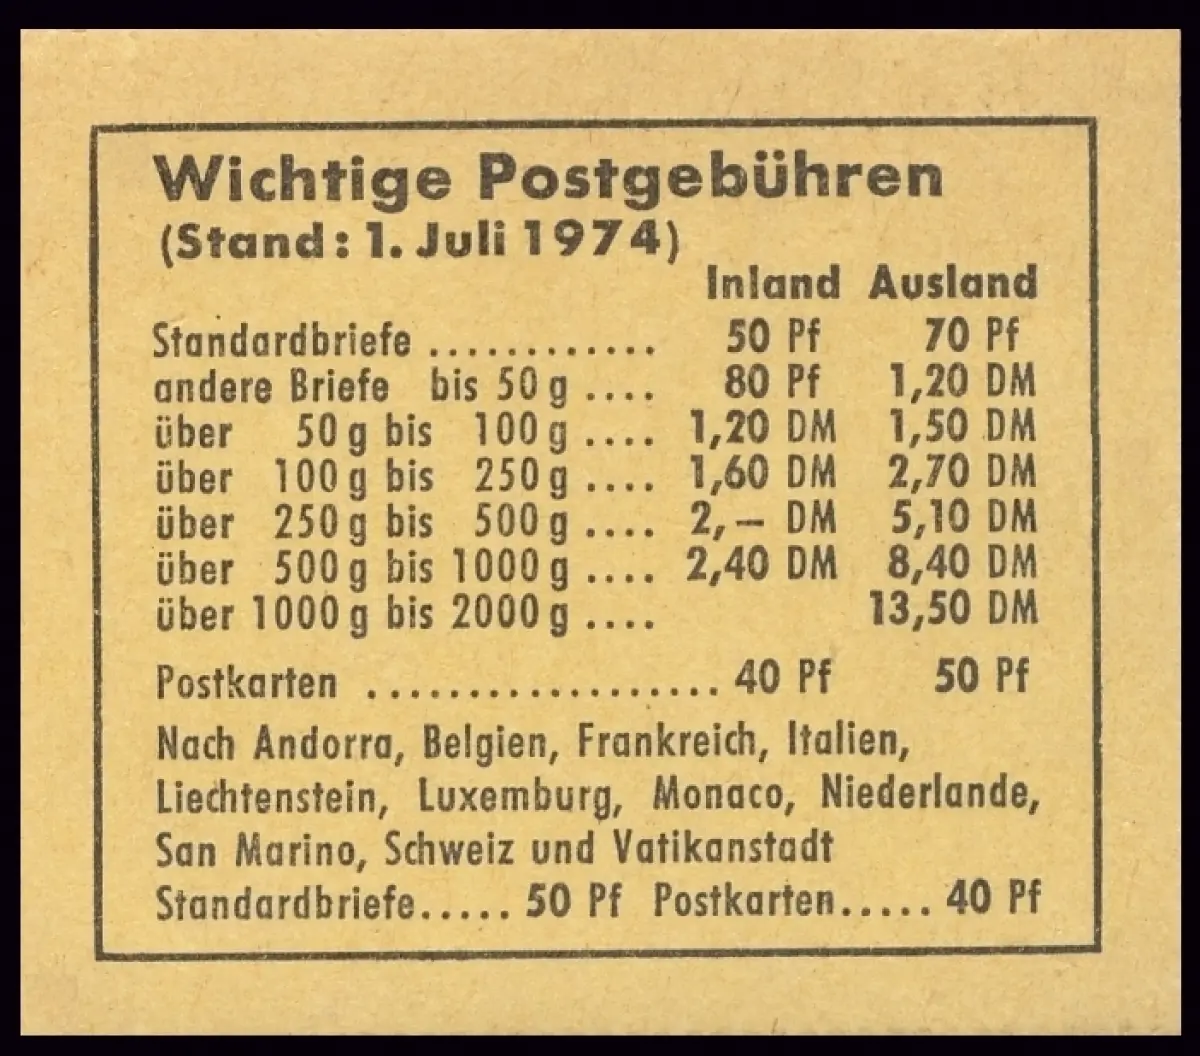 Wichtige Postgebühren
(Stand: 1. Juli 1974)
Inland Ausland
Standardbriefe ............ 50 Pf 70 Pf
andere Briefe bis 50 g .... 80 Pf 1,20 DM
über 50 g bis 100 g .... 1,20 DM 1,50 DM
über 100 g bis 250 g .... 1,60 DM 2,70 DM
über 250 g bis 500 g .... 2,— DM 5,10 DM
über 500 g bis 1000 g .... 2,40 DM 8,40 DM
über 1000 g bis 2000 g .... 13,50 DM
Postkarten .................. 40 Pf 50 Pf
Nach Andorra, Belgien, Frankreich, Italien,
Liechtenstein, Luxemburg, Monaco, Niederlande,
San Marino, Schweiz und Vatikanstadt
Standardbriefe..... 50 Pf Postkarten..... 40 Pf